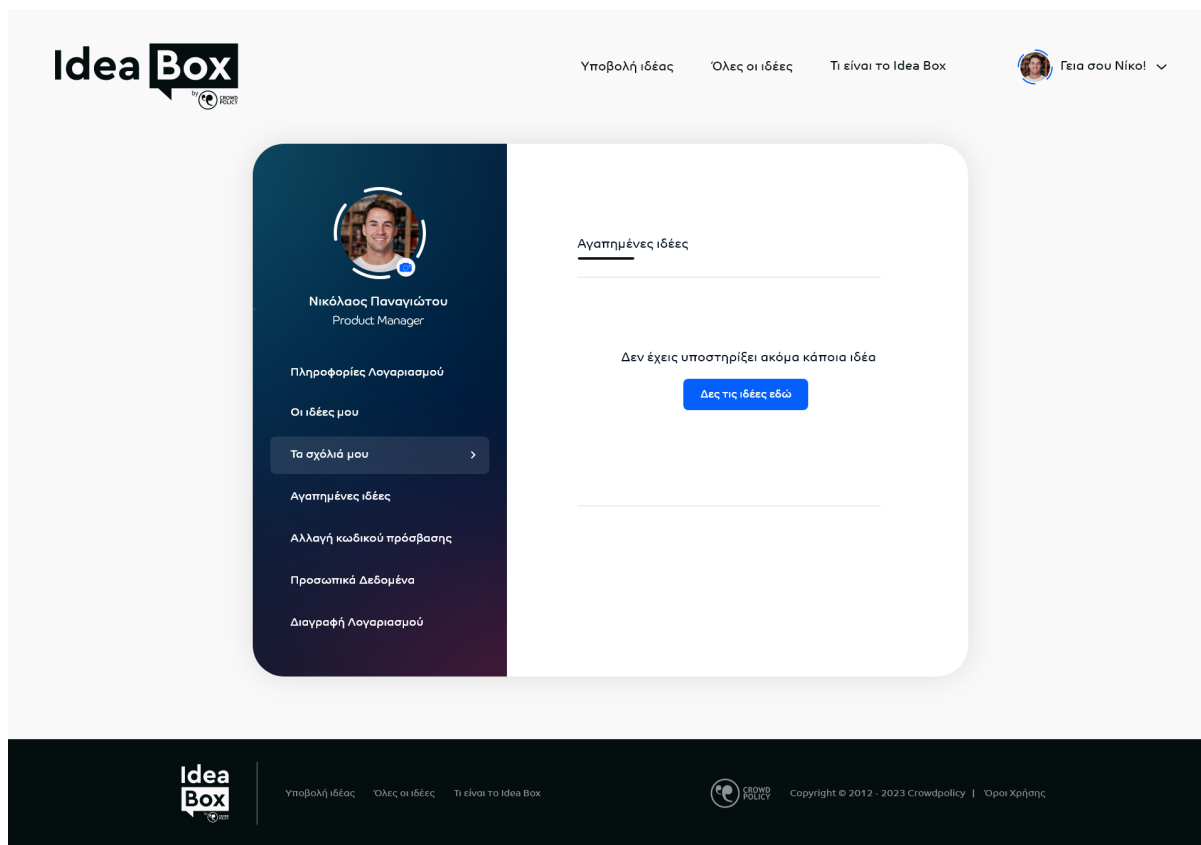 Idea Box
by CROWD POLICY
Υποβολή ιδέας
Όλες οι ιδέες
Τι είναι το Idea Box
Γεια σου Νίκο!
Νικόλαος Παναγιώτου
Product Manager
Πληροφορίες Λογαριασμού
Οι ιδέες μου
Τα σχόλιά μου
Αγαπημένες ιδέες
Αλλαγή κωδικού πρόσβασης
Προσωπικά Δεδομένα
Διαγραφή Λογαριασμού
Αγαπημένες ιδέες
Δεν έχεις υποστηρίξει ακόμα κάποια ιδέα
Δες τις ιδέες εδώ
Idea
Box
Υποβολή ιδέας
Όλες οι ιδέες
Τι είναι το Idea Box
CROWD
POLICY
Copyright © 2012 - 2023 Crowdpolicy | Όροι Χρήσης